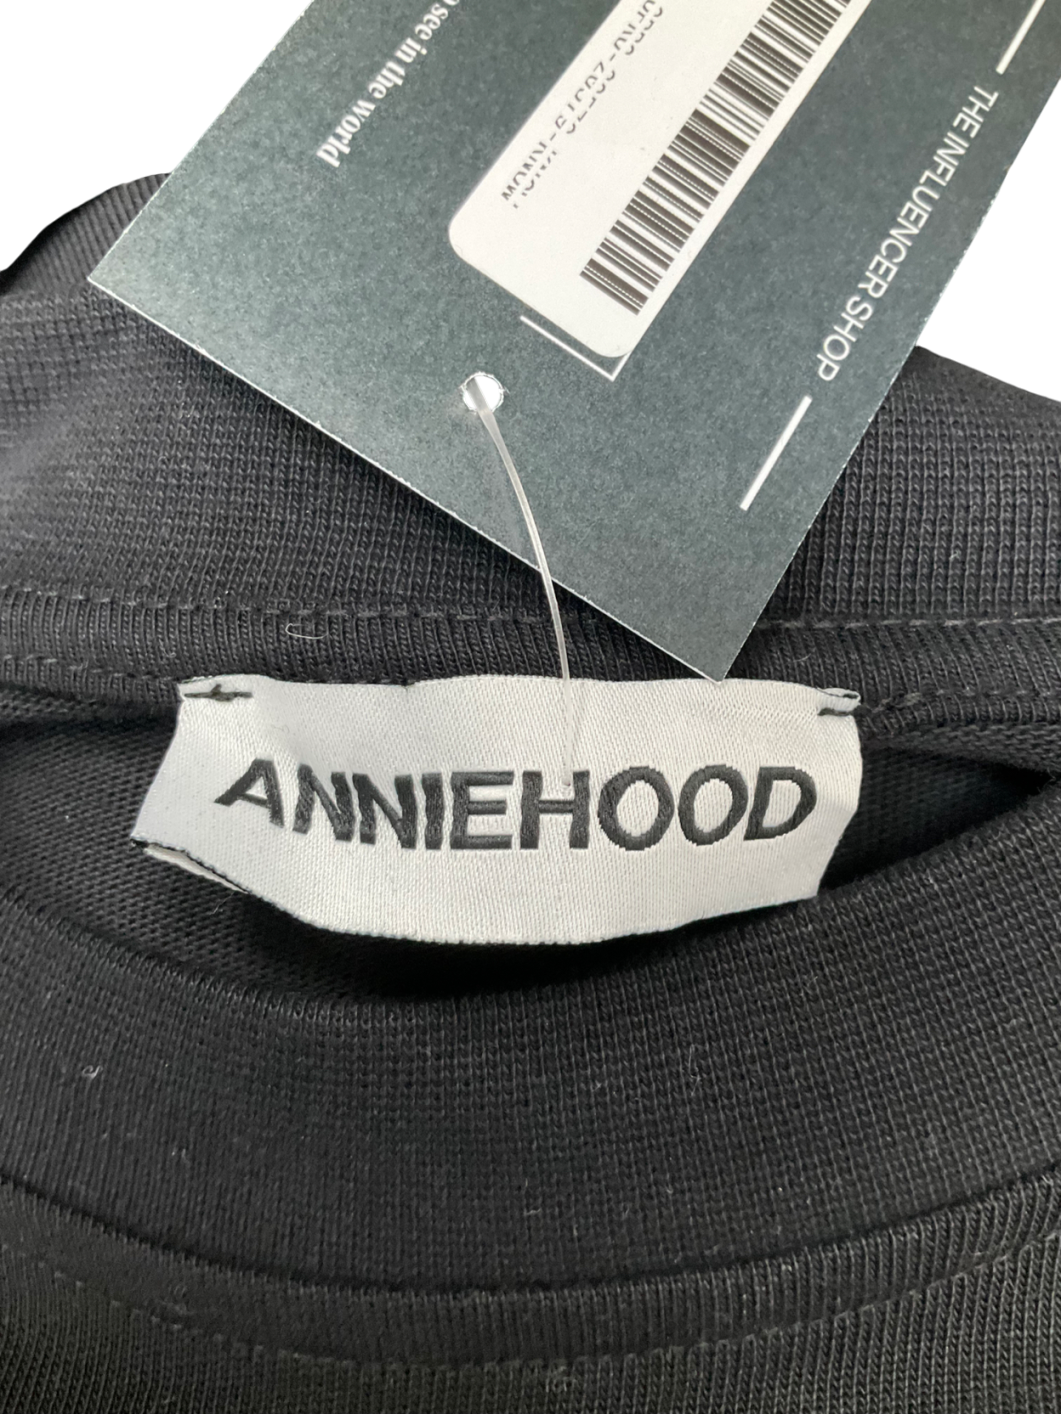 see in the world
THE INFLUENCER SHOP
ANNIEHOOD